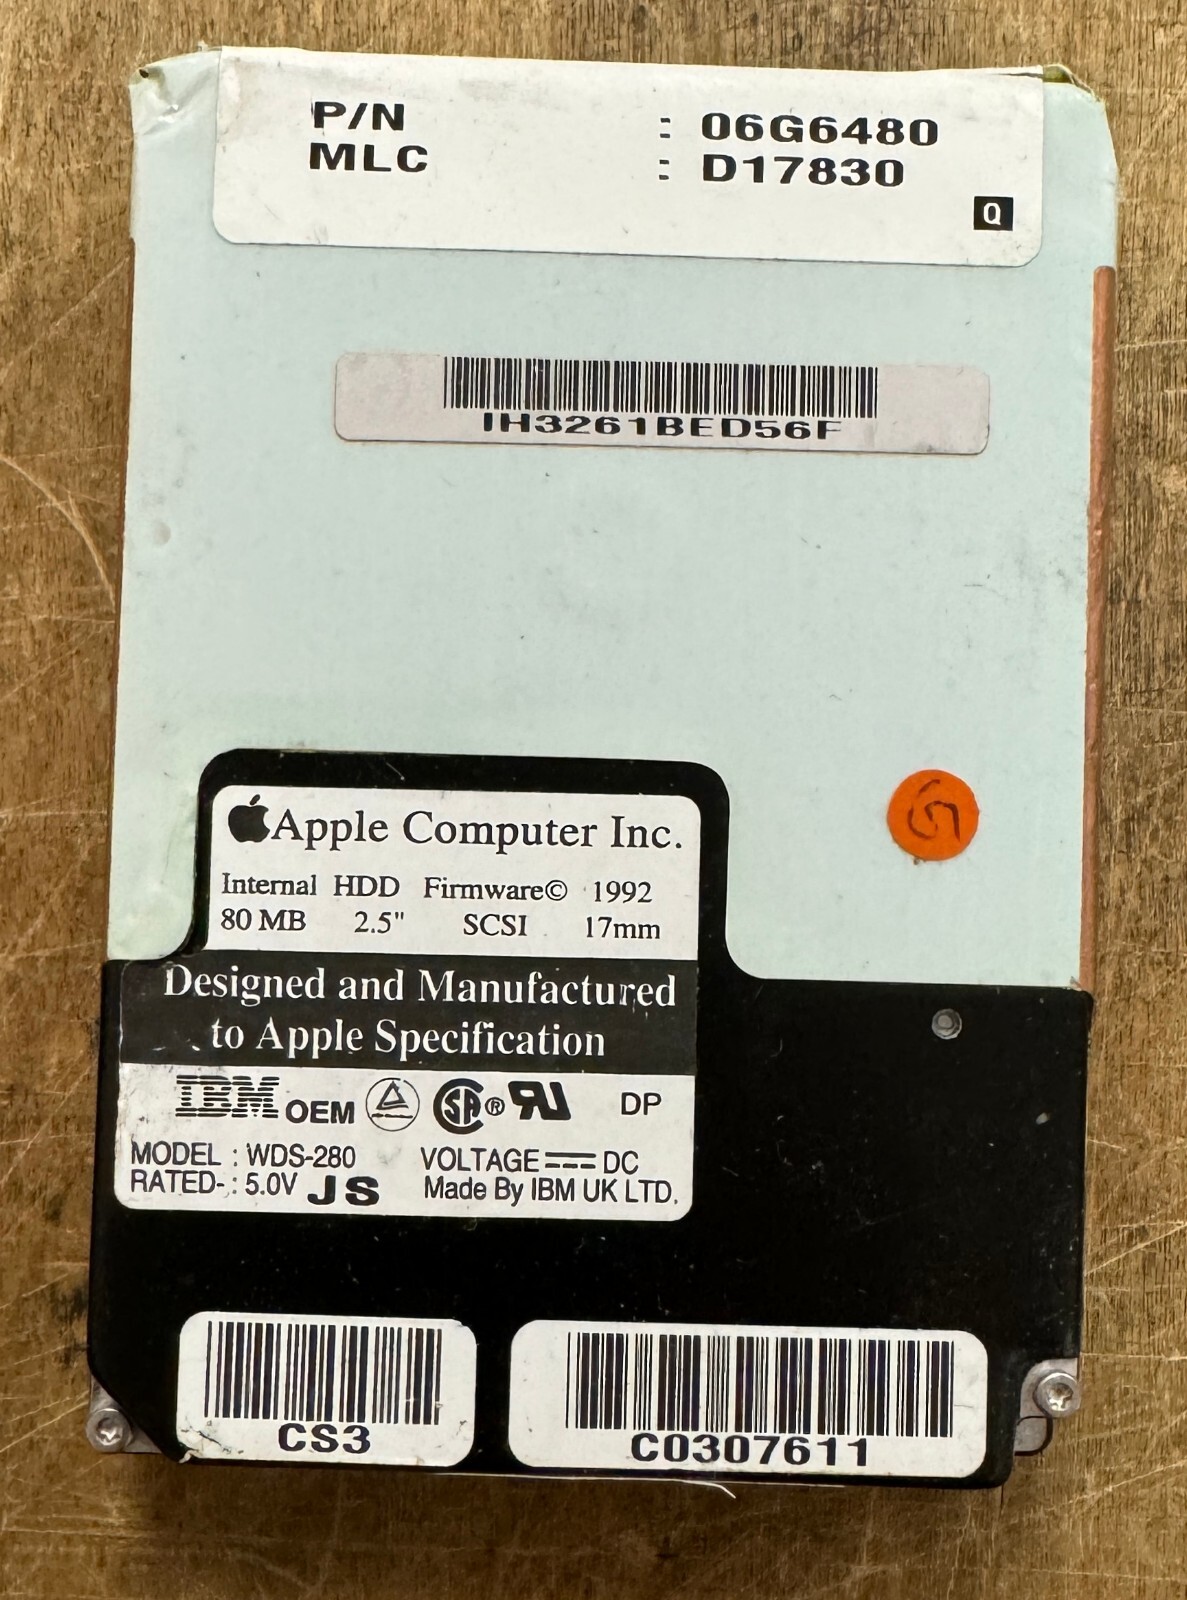 P/N : 06G6480
MLC : D17830
Q
IH3261BED56F
Apple Computer Inc.
Internal HDD Firmware© 1992
80 MB 2.5" SCSI 17mm
Designed and Manufactured
to Apple Specification
IBM OEM SA® DP
MODEL : WDS-280 VOLTAGE DC
RATED- : 5.0V JS Made By IBM UK LTD.
CS3 C0307611